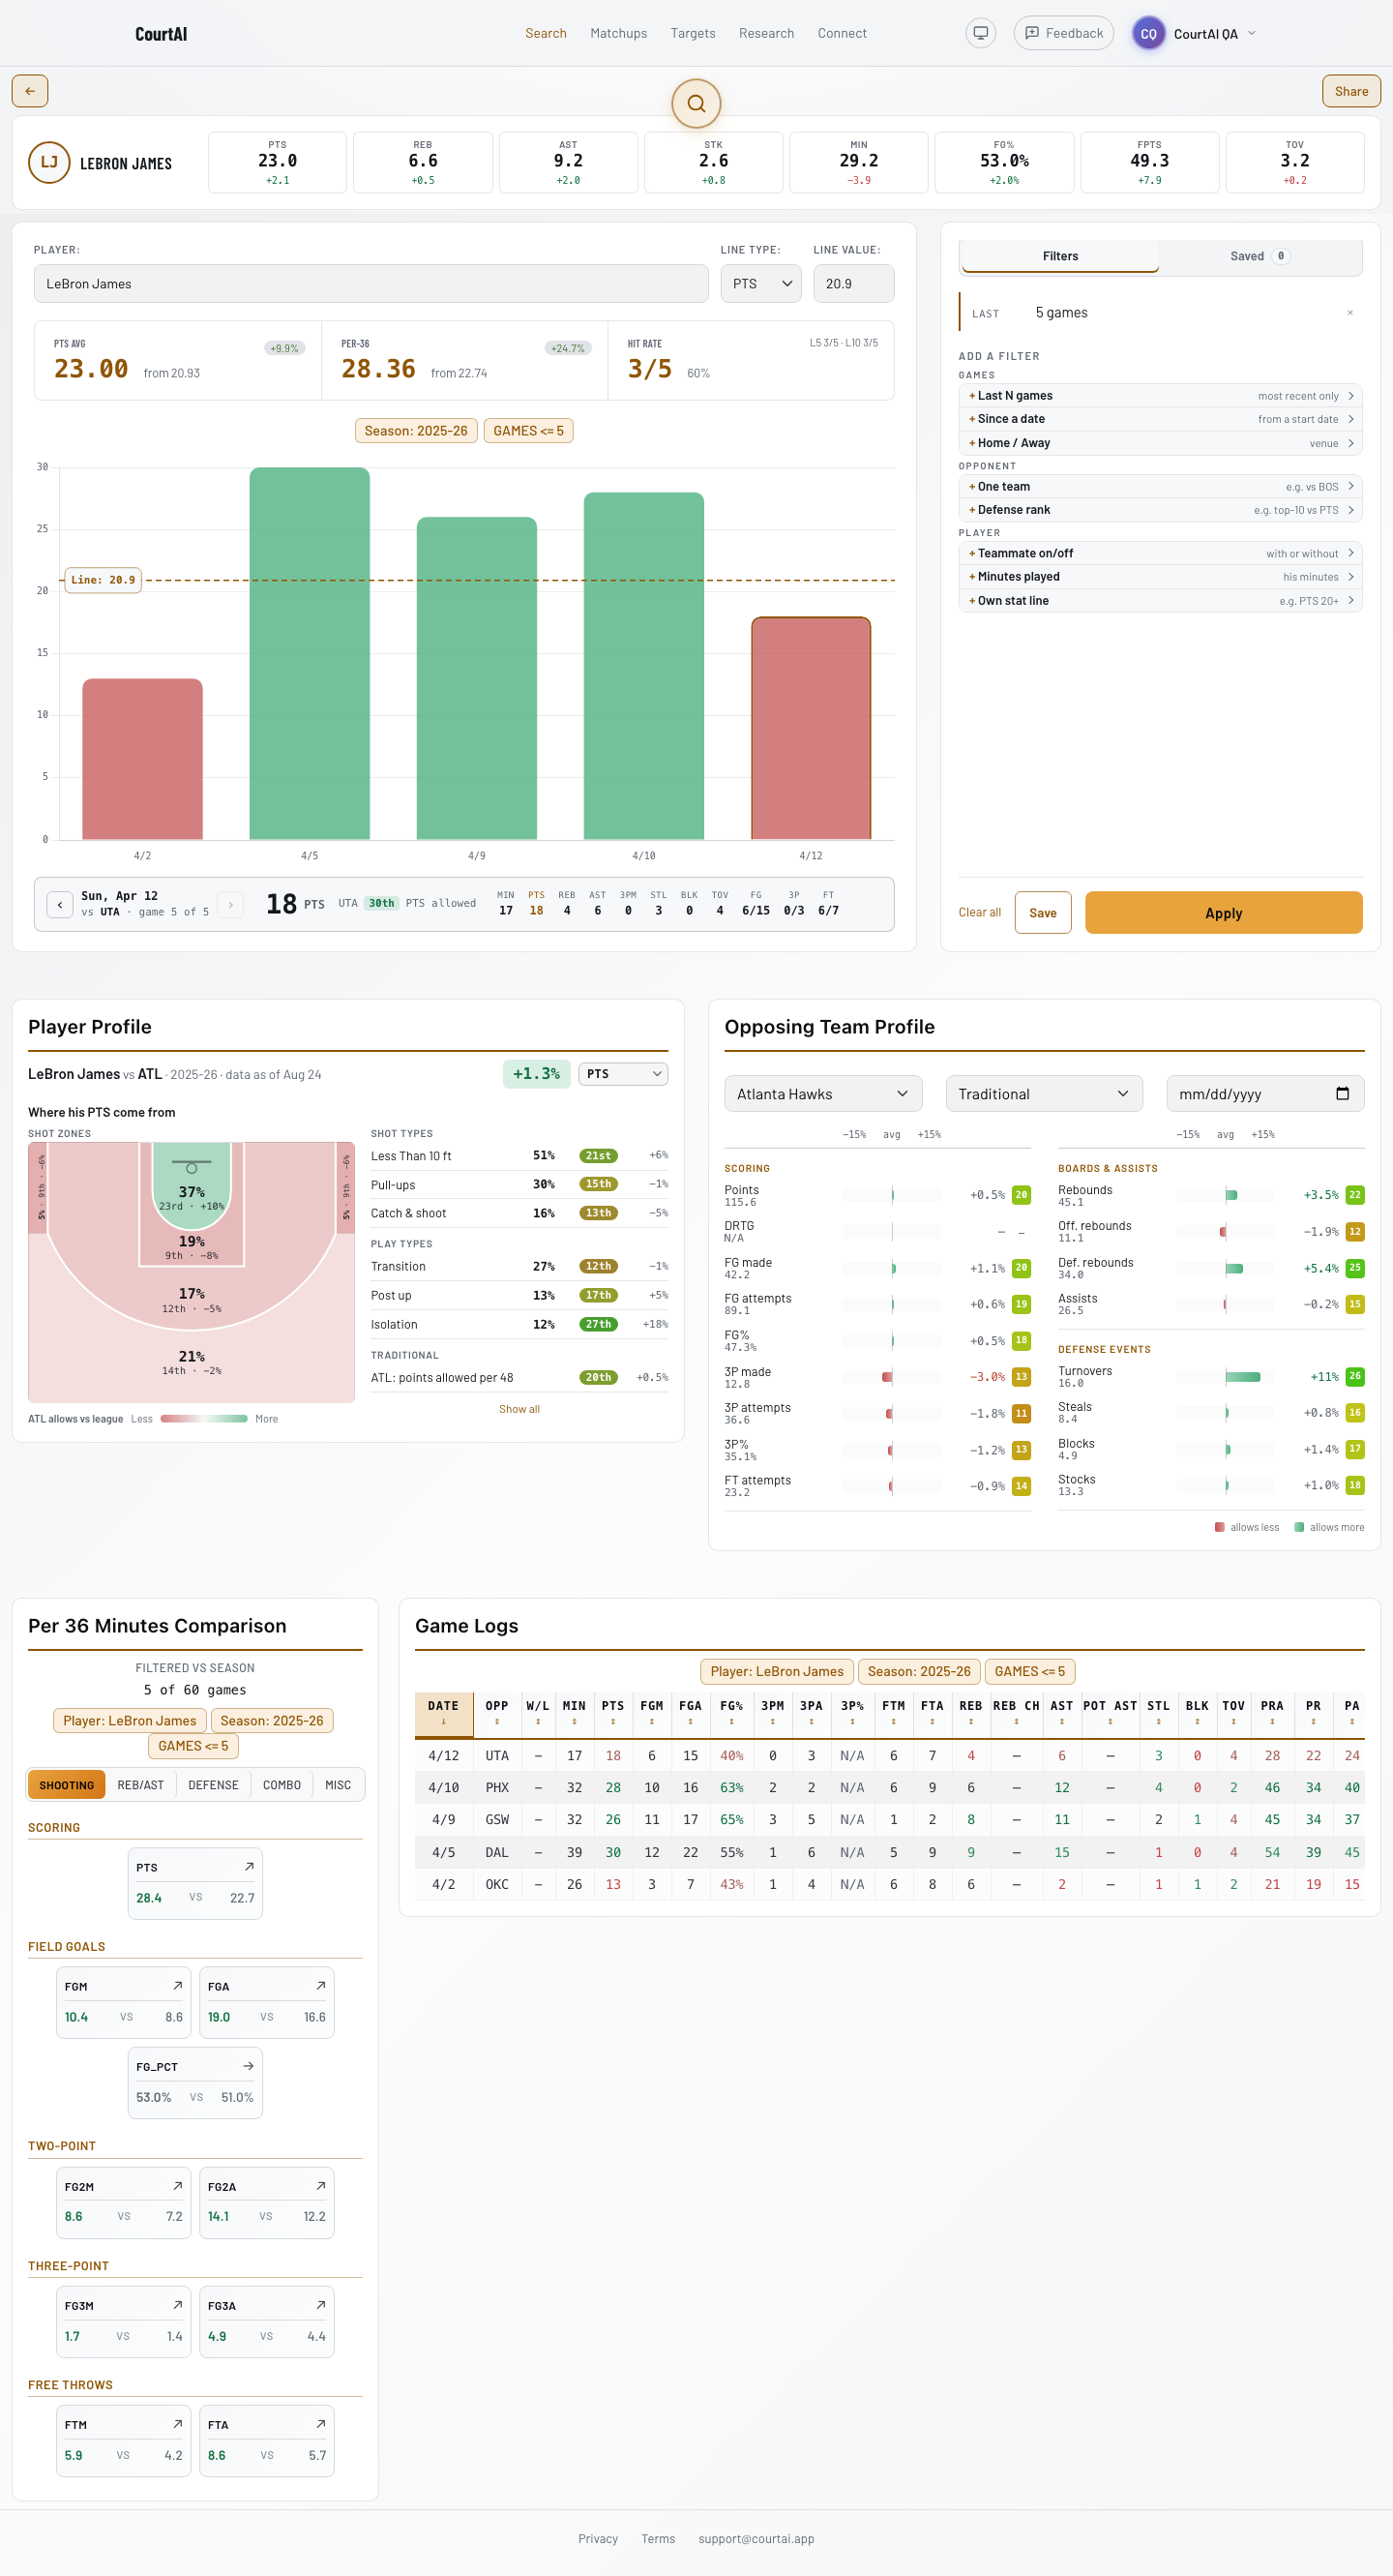 CourtAI
Search Matchups Targets Research Connect
Feedback
CQ CourtAI QA
←
Share
LJ LEBRON JAMES
PTS REB AST STK MIN FG% FPTS TOV
23.0 6.6 9.2 2.6 29.2 53.0% 49.3 3.2
+2.1 +0.5 +2.0 +0.8 −3.9 +2.0% +7.9 +0.2
PLAYER: LINE TYPE: LINE VALUE:
LeBron James PTS 20.9
PTS AVG +9.9%
23.00 from 20.93
PER-36 +24.7%
28.36 from 22.74
HIT RATE L5 3/5 · L10 3/5
3/5 60%
Season: 2025-26 GAMES <= 5
30
25
Line: 20.9
20
15
10
5
0
4/2 4/5 4/9 4/10 4/12
‹ Sun, Apr 12 ›
vs UTA · game 5 of 5
18 PTS
UTA 30th PTS allowed
MIN PTS REB AST 3PM STL BLK TOV FG 3P FT
17 18 4 6 0 3 0 4 6/15 0/3 6/7
Filters Saved 0
LAST 5 games ×
ADD A FILTER
GAMES
+ Last N games most recent only
+ Since a date from a start date
+ Home / Away venue
OPPONENT
+ One team e.g. vs BOS
+ Defense rank e.g. top-10 vs PTS
PLAYER
+ Teammate on/off with or without
+ Minutes played his minutes
+ Own stat line e.g. PTS 20+
Clear all Save Apply
Player Profile
LeBron James vs ATL · 2025-26 · data as of Aug 24 +1.3% PTS
Where his PTS come from
SHOT ZONES
5% · 9th · −6%
37%
23rd · +10%
5% · 9th · −6%
19%
9th · −8%
17%
12th · −5%
21%
14th · −2%
ATL allows vs league Less More
SHOT TYPES
Less Than 10 ft 51% 21st +6%
Pull-ups 30% 15th −1%
Catch & shoot 16% 13th −5%
PLAY TYPES
Transition 27% 12th −1%
Post up 13% 17th +5%
Isolation 12% 27th +18%
TRADITIONAL
ATL: points allowed per 48 20th +0.5%
Show all
Opposing Team Profile
Atlanta Hawks Traditional mm/dd/yyyy
−15% avg +15%
SCORING
Points +0.5% 20
115.6
DRTG — –
N/A
FG made +1.1% 20
42.2
FG attempts +0.6% 19
89.1
FG% +0.5% 18
47.3%
3P made −3.0% 13
12.8
3P attempts −1.8% 11
36.6
3P% −1.2% 13
35.1%
FT attempts −0.9% 14
23.2
−15% avg +15%
BOARDS & ASSISTS
Rebounds +3.5% 22
45.1
Off. rebounds −1.9% 12
11.1
Def. rebounds +5.4% 25
34.0
Assists −0.2% 15
26.5
DEFENSE EVENTS
Turnovers +11% 26
16.0
Steals +0.8% 16
8.4
Blocks +1.4% 17
4.9
Stocks +1.0% 18
13.3
allows less allows more
Per 36 Minutes Comparison
FILTERED VS SEASON
5 of 60 games
Player: LeBron James Season: 2025-26
GAMES <= 5
SHOOTING REB/AST DEFENSE COMBO MISC
SCORING
PTS ↗
28.4 VS 22.7
FIELD GOALS
FGM ↗ FGA ↗
10.4 VS 8.6 19.0 VS 16.6
FG_PCT →
53.0% VS 51.0%
TWO-POINT
FG2M ↗ FG2A ↗
8.6 VS 7.2 14.1 VS 12.2
THREE-POINT
FG3M ↗ FG3A ↗
1.7 VS 1.4 4.9 VS 4.4
FREE THROWS
FTM ↗ FTA ↗
5.9 VS 4.2 8.6 VS 5.7
Game Logs
Player: LeBron James Season: 2025-26 GAMES <= 5
DATE OPP W/L MIN PTS FGM FGA FG% 3PM 3PA 3P% FTM FTA REB REB CH AST POT AST STL BLK TOV PRA PR PA
↓ ↕ ↕ ↕ ↕ ↕ ↕ ↕ ↕ ↕ ↕ ↕ ↕ ↕ ↕ ↕ ↕ ↕ ↕ ↕ ↕ ↕ ↕
4/12 UTA – 17 18 6 15 40% 0 3 N/A 6 7 4 – 6 – 3 0 4 28 22 24
4/10 PHX – 32 28 10 16 63% 2 2 N/A 6 9 6 – 12 – 4 0 2 46 34 40
4/9 GSW – 32 26 11 17 65% 3 5 N/A 1 2 8 – 11 – 2 1 4 45 34 37
4/5 DAL – 39 30 12 22 55% 1 6 N/A 5 9 9 – 15 – 1 0 4 54 39 45
4/2 OKC – 26 13 3 7 43% 1 4 N/A 6 8 6 – 2 – 1 1 2 21 19 15
Privacy Terms support@courtai.app